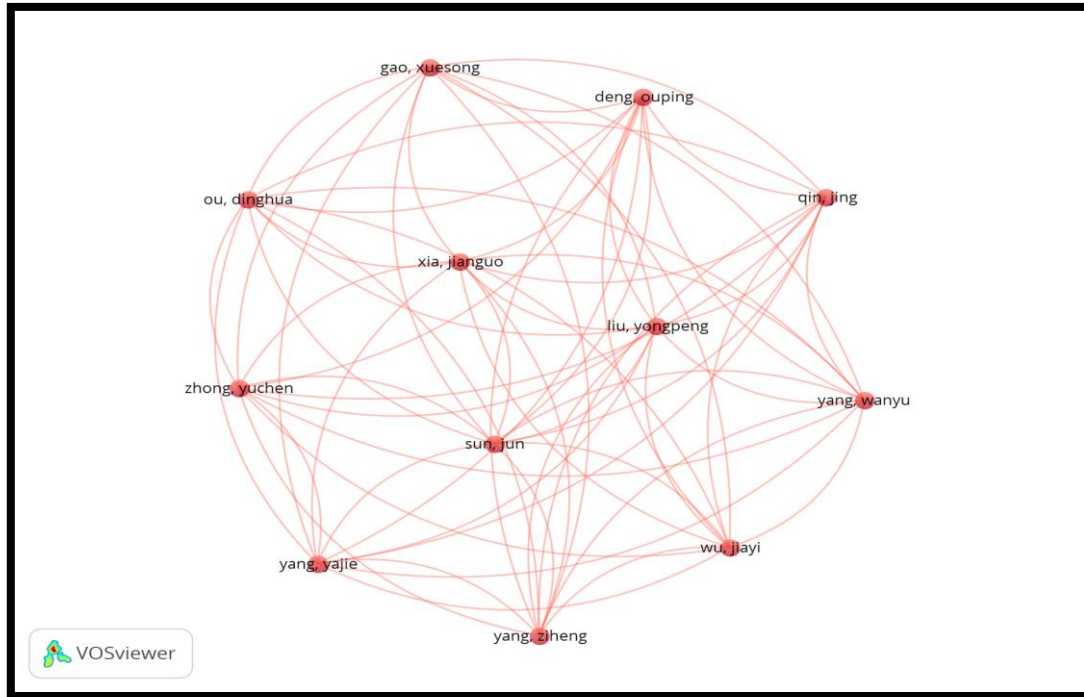 gao, xuesong
deng, ouping
qin, jing
ou, dinghua
xia, jianguo
liu, yongpeng
zhong, yuchen
yang, wanyu
sun, jun
wu, jiayi
yang, yajie
yang, ziheng
VOSviewer